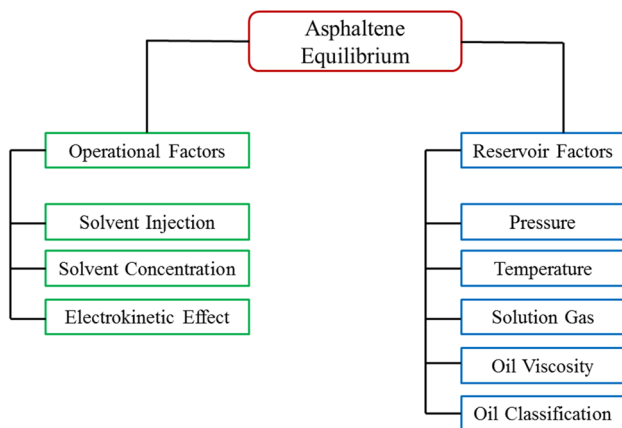 Asphaltene
Equilibrium
Operational Factors
Solvent Injection
Solvent Concentration
Electrokinetic Effect
Reservoir Factors
Pressure
Temperature
Solution Gas
Oil Viscosity
Oil Classification